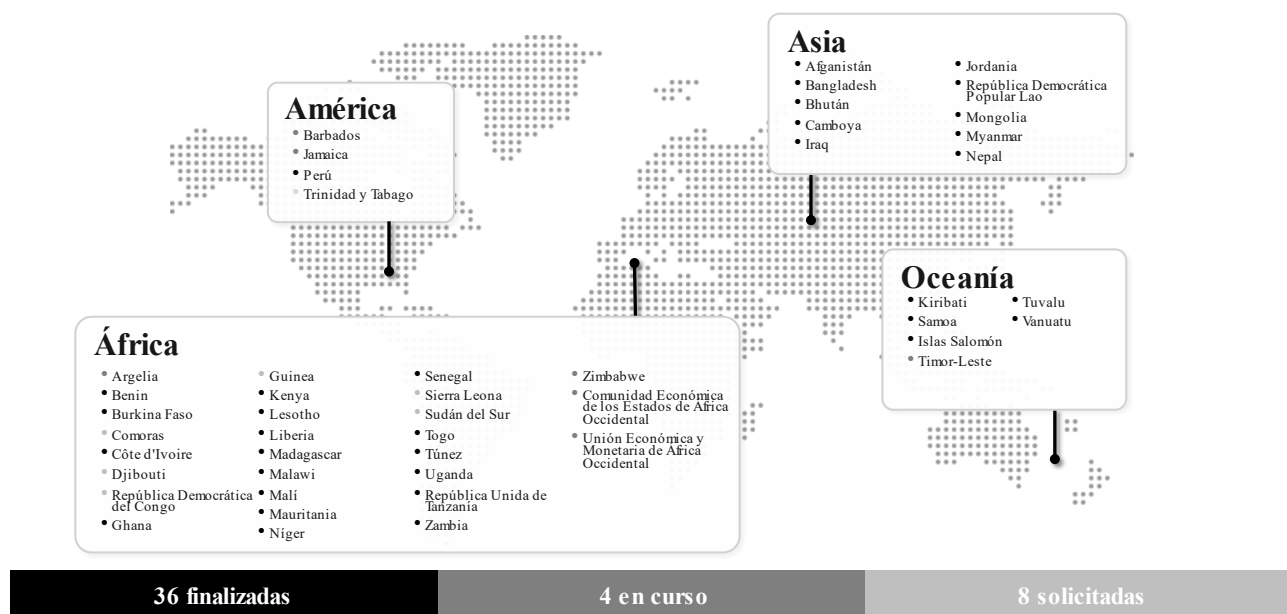 América
Barbados
Jamaica
Perú
Trinidad y Tabago
Asia
Afganistán
Bangladesh
Bhután
Camboya
Iraq
Jordania
República Democrática
Popular Lao
Mongolia
Myanmar
Nepal
Oceanía
Kiribati
Samoa
Islas Salomón
Timor-Leste
Tuvalu
Vanuatu
África
Argelia
Benin
Burkina Faso
Comoras
Côte d'Ivoire
Djibouti
República Democrática
del Congo
Ghana
Guinea
Kenya
Lesotho
Liberia
Madagascar
Malawi
Malí
Mauritania
Níger
Senegal
Sierra Leona
Sudán del Sur
Togo
Túnez
Uganda
República Unida de
Tanzanía
Zambia
Zimbabwe
Comunidad Económica
de los Estados de África
Occidental
Unión Económica y
Monetaria de África
Occidental
36 finalizadas
4 en curso
8 solicitadas